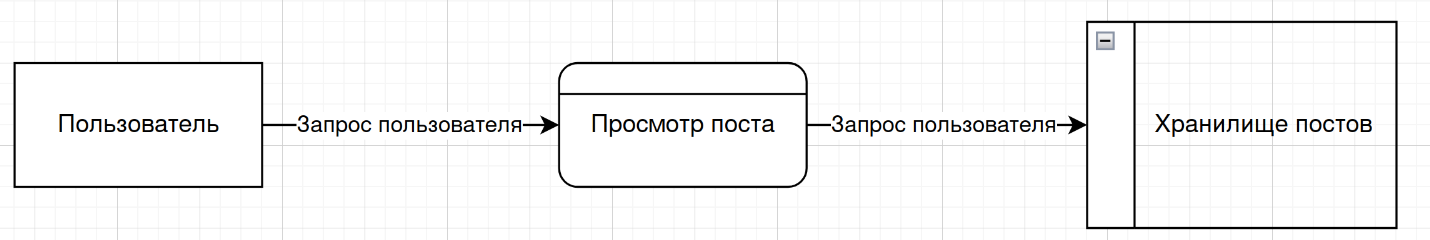 Пользователь
Запрос пользователя
Просмотр поста
Запрос пользователя
Хранилище постов